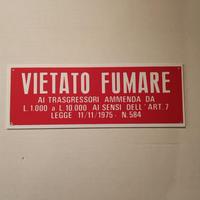 VIETATO FUMARE
AI TRASGRESSORI AMMENDA DA
L.1.000 a L.10.000 AI SENSI DELL'ART.7
LEGGE 11/11/1975 - N.584